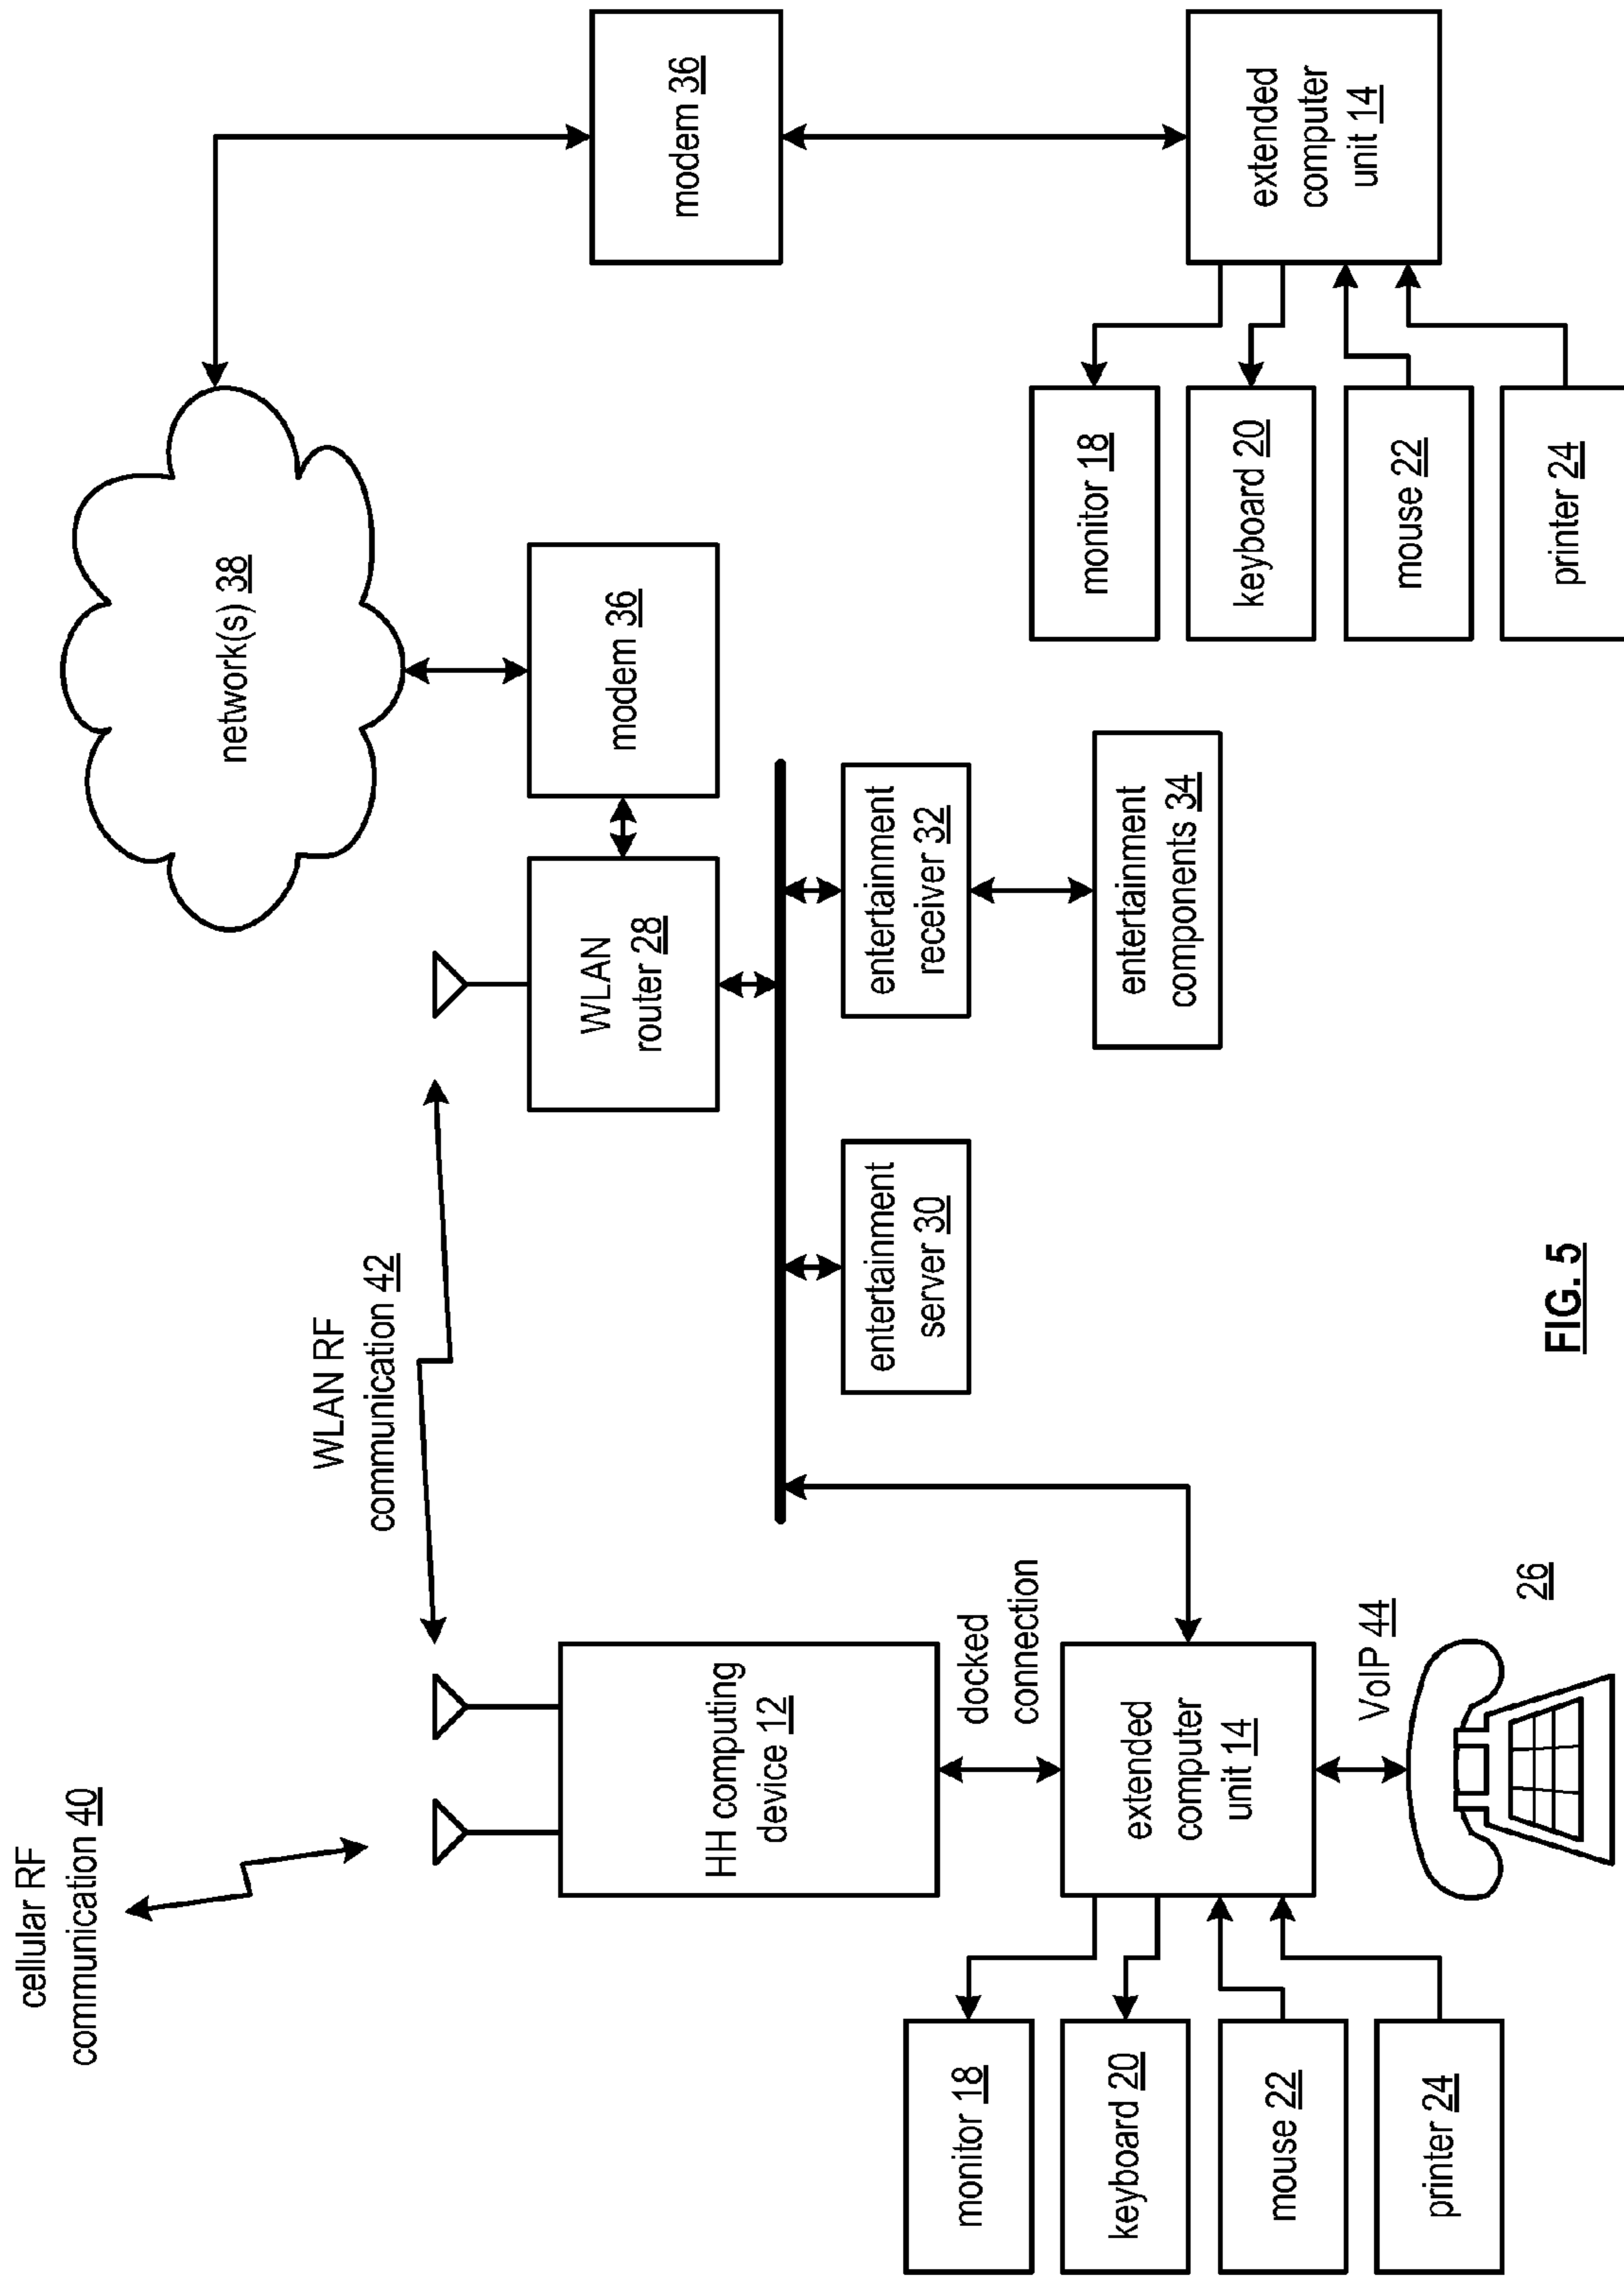 cellular RF
communication 40
WLAN RF
communication 42
network(s) 38
HH computing
device 12
WLAN
router 28
modem 36
modem 36
docked
connection
entertainment
server 30
entertainment
receiver 32
entertainment
components 34
monitor 18
keyboard 20
mouse 22
printer 24
extended
computer
unit 14
VoIP 44
26
monitor 18
keyboard 20
mouse 22
printer 24
extended
computer
unit 14
FIG. 5